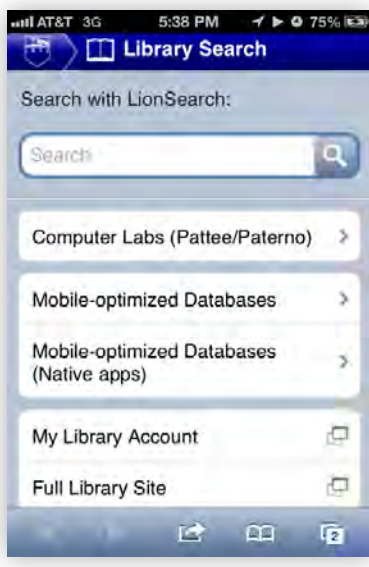 AT&T 3G 5:38 PM 75%
Library Search
Search with LionSearch:
Search
Computer Labs (Pattee/Paterno)
Mobile-optimized Databases
Mobile-optimized Databases
(Native apps)
My Library Account
Full Library Site
2